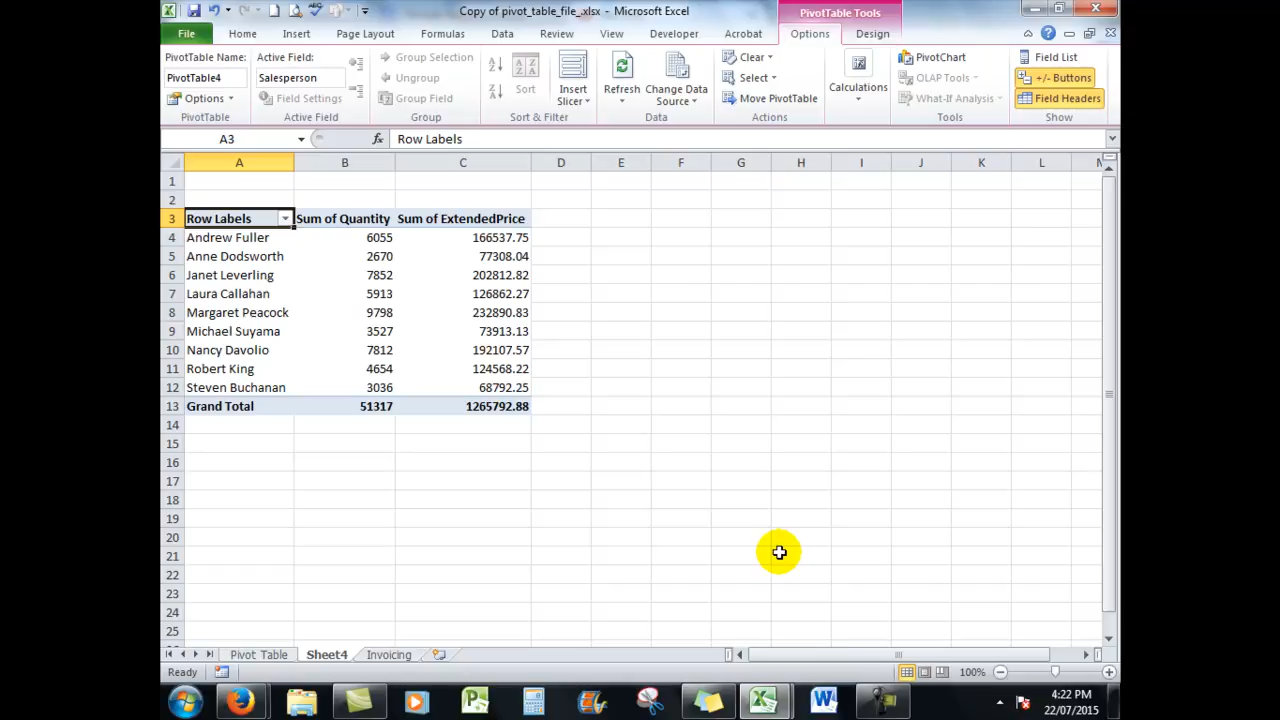 Copy of pivot_table_file_.xlsx - Microsoft Excel
PivotTable Tools
File Home Insert Page Layout Formulas Data Review View Developer Acrobat Options Design
PivotTable Name:
PivotTable4
Options
PivotTable
Active Field:
Salesperson
Field Settings
Active Field
Group Selection
Ungroup
Group Field
Group
Sort
Insert
Slicer
Sort & Filter
Refresh
Change Data
Source
Data
Clear
Select
Move PivotTable
Actions
Calculations
PivotChart
OLAP Tools
What-If Analysis
Tools
Field List
+/- Buttons
Field Headers
Show
A3 fx Row Labels
A B C D E F G H I J K L M
1
2
3 Row Labels Sum of Quantity Sum of ExtendedPrice
4 Andrew Fuller 6055 166537.75
5 Anne Dodsworth 2670 77308.04
6 Janet Leverling 7852 202812.82
7 Laura Callahan 5913 126862.27
8 Margaret Peacock 9798 232890.83
9 Michael Suyama 3527 73913.13
10 Nancy Davolio 7812 192107.57
11 Robert King 4654 124568.22
12 Steven Buchanan 3036 68792.25
13 Grand Total 51317 1265792.88
14
15
16
17
18
19
20
21
22
23
24
25
Pivot Table Sheet4 Invoicing
Ready 100%
4:22 PM
22/07/2015